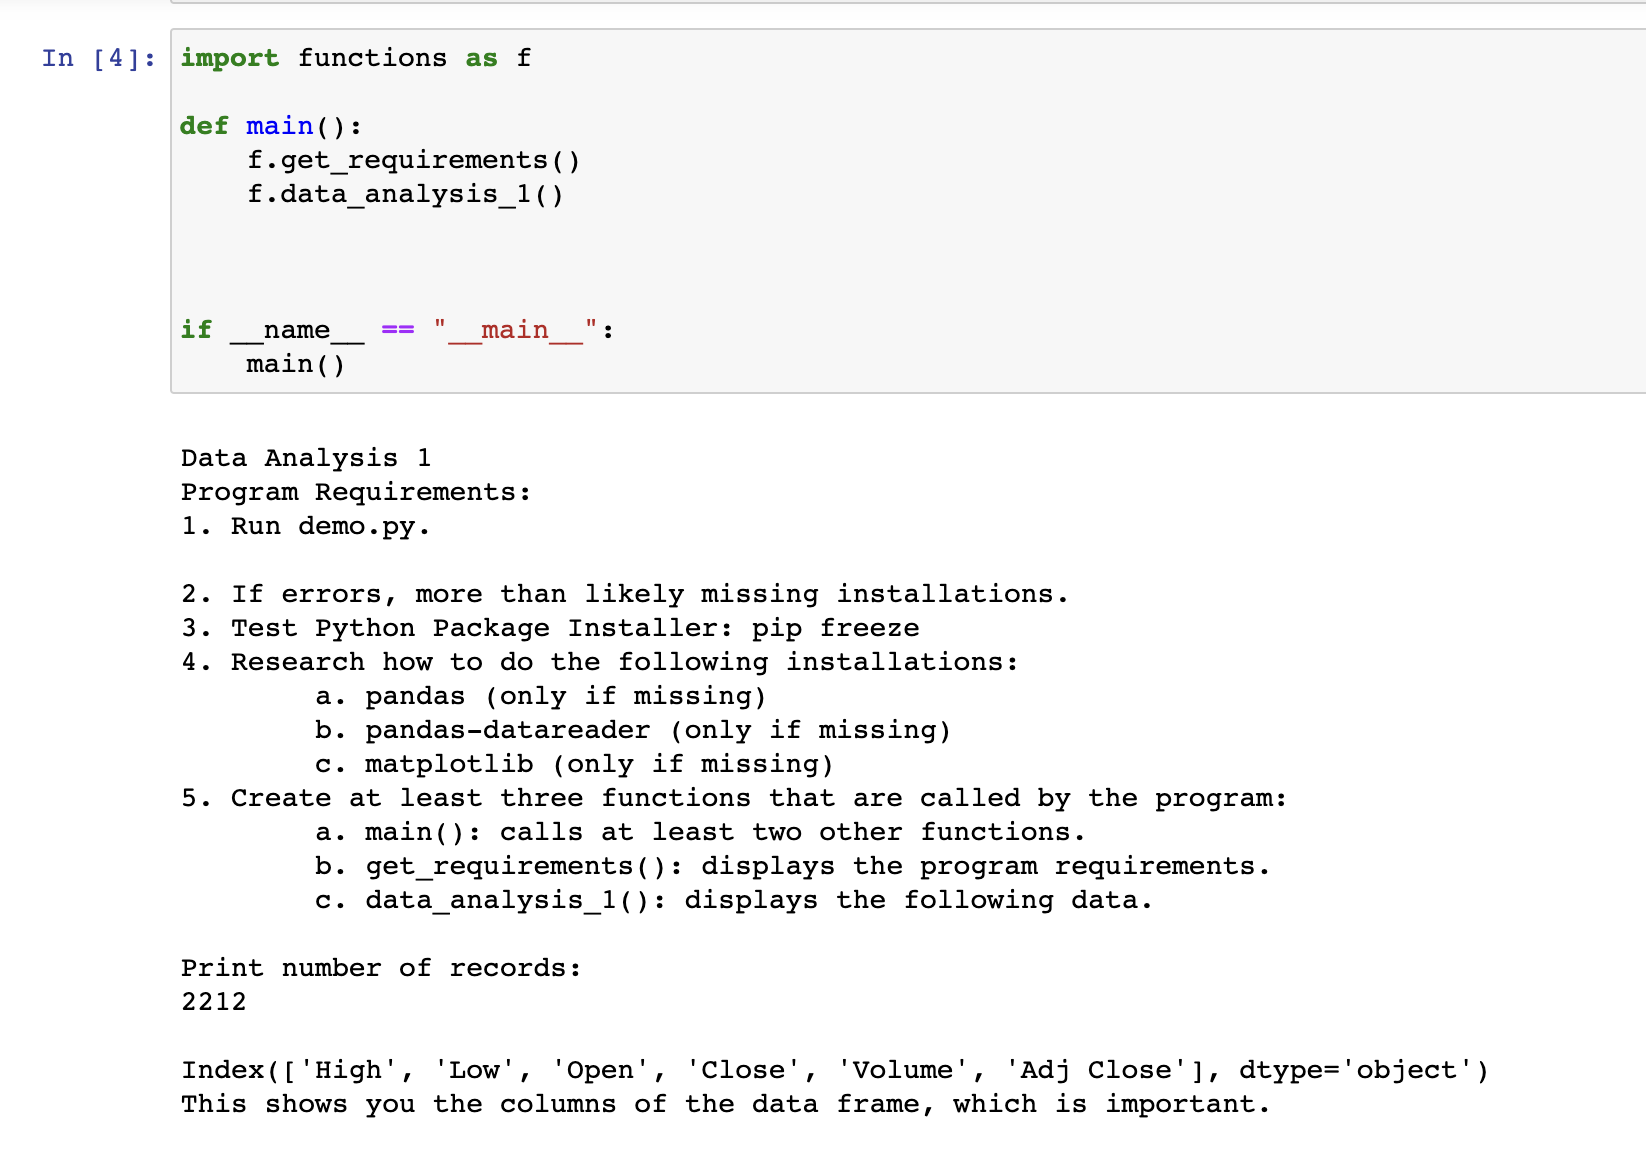 In [4]: import functions as f
def main():
    f.get_requirements()
    f.data_analysis_1()
if __name__ == "__main__":
    main()
Data Analysis 1
Program Requirements:
1. Run demo.py.
2. If errors, more than likely missing installations.
3. Test Python Package Installer: pip freeze
4. Research how to do the following installations:
        a. pandas (only if missing)
        b. pandas-datareader (only if missing)
        c. matplotlib (only if missing)
5. Create at least three functions that are called by the program:
        a. main(): calls at least two other functions.
        b. get_requirements(): displays the program requirements.
        c. data_analysis_1(): displays the following data.
Print number of records:
2212
Index(['High', 'Low', 'Open', 'Close', 'Volume', 'Adj Close'], dtype='object')
This shows you the columns of the data frame, which is important.